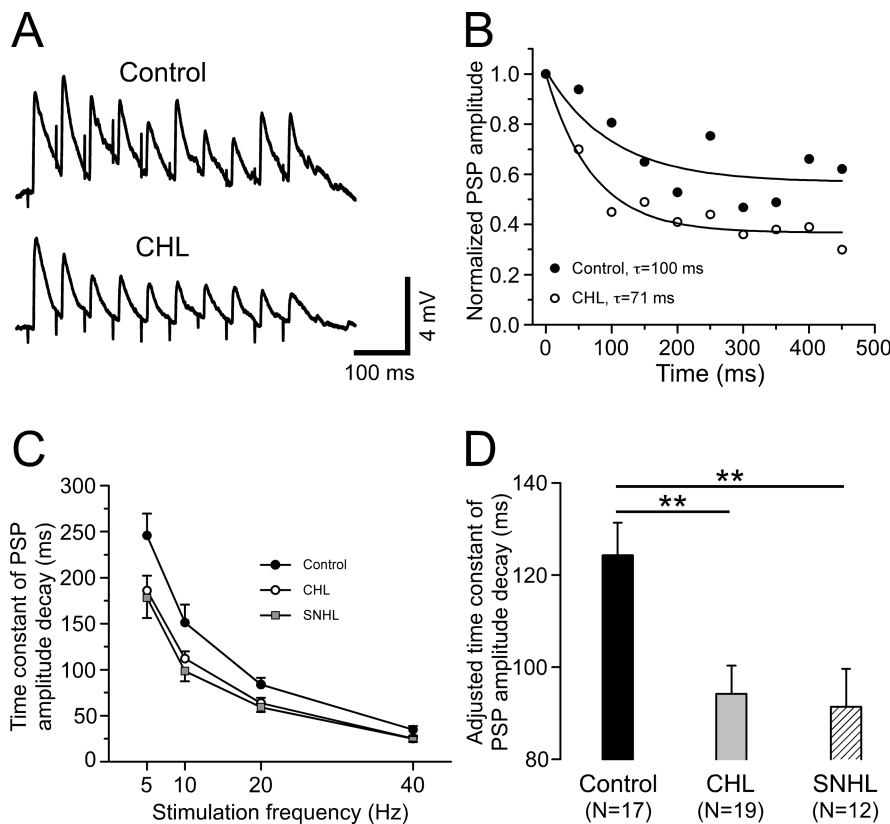 A
Control
CHL
4 mV
100 ms
B
Normalized PSP amplitude
1.0
0.8
0.6
0.4
0.2
0.0
Control, τ=100 ms
CHL, τ=71 ms
0 100 200 300 400 500
Time (ms)
C
Time constant of PSP
amplitude decay (ms)
300
250
200
150
100
50
0
Control
CHL
SNHL
5 10 20 40
Stimulation frequency (Hz)
D
Adjusted time constant of
PSP amplitude decay (ms)
140
120
100
80
**
**
Control CHL SNHL
(N=17) (N=19) (N=12)